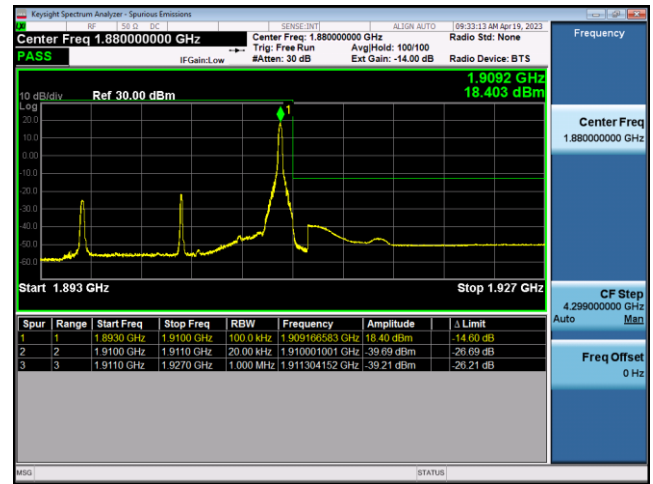 Keysight Spectrum Analyzer - Spurious Emissions
RF 50 Ω DC SENSE:INT ALIGN AUTO 09:33:13 AM Apr 19, 2023
Center Freq 1.880000000 GHz
Center Freq: 1.880000000 GHz Radio Std: None
Trig: Free Run Avg|Hold: 100/100
PASS IFGain:Low #Atten: 30 dB Ext Gain: -14.00 dB Radio Device: BTS
1.9092 GHz
10 dB/div Ref 30.00 dBm 18.403 dBm
Log
1
20.0
10.0
0.00
-10.0
-20.0
-30.0
-40.0
-50.0
-60.0
Start 1.893 GHz Stop 1.927 GHz
Spur Range Start Freq Stop Freq RBW Frequency Amplitude Δ Limit
1 1 1.8930 GHz 1.9100 GHz 100.0 kHz 1.909166583 GHz 18.40 dBm -14.60 dB
2 2 1.9100 GHz 1.9110 GHz 20.00 kHz 1.910001001 GHz -39.69 dBm -26.69 dB
3 3 1.9110 GHz 1.9270 GHz 1.000 MHz 1.911304152 GHz -39.21 dBm -26.21 dB
MSG STATUS
Frequency
Center Freq
1.880000000 GHz
CF Step
4.299000000 GHz
Auto Man
Freq Offset
0 Hz